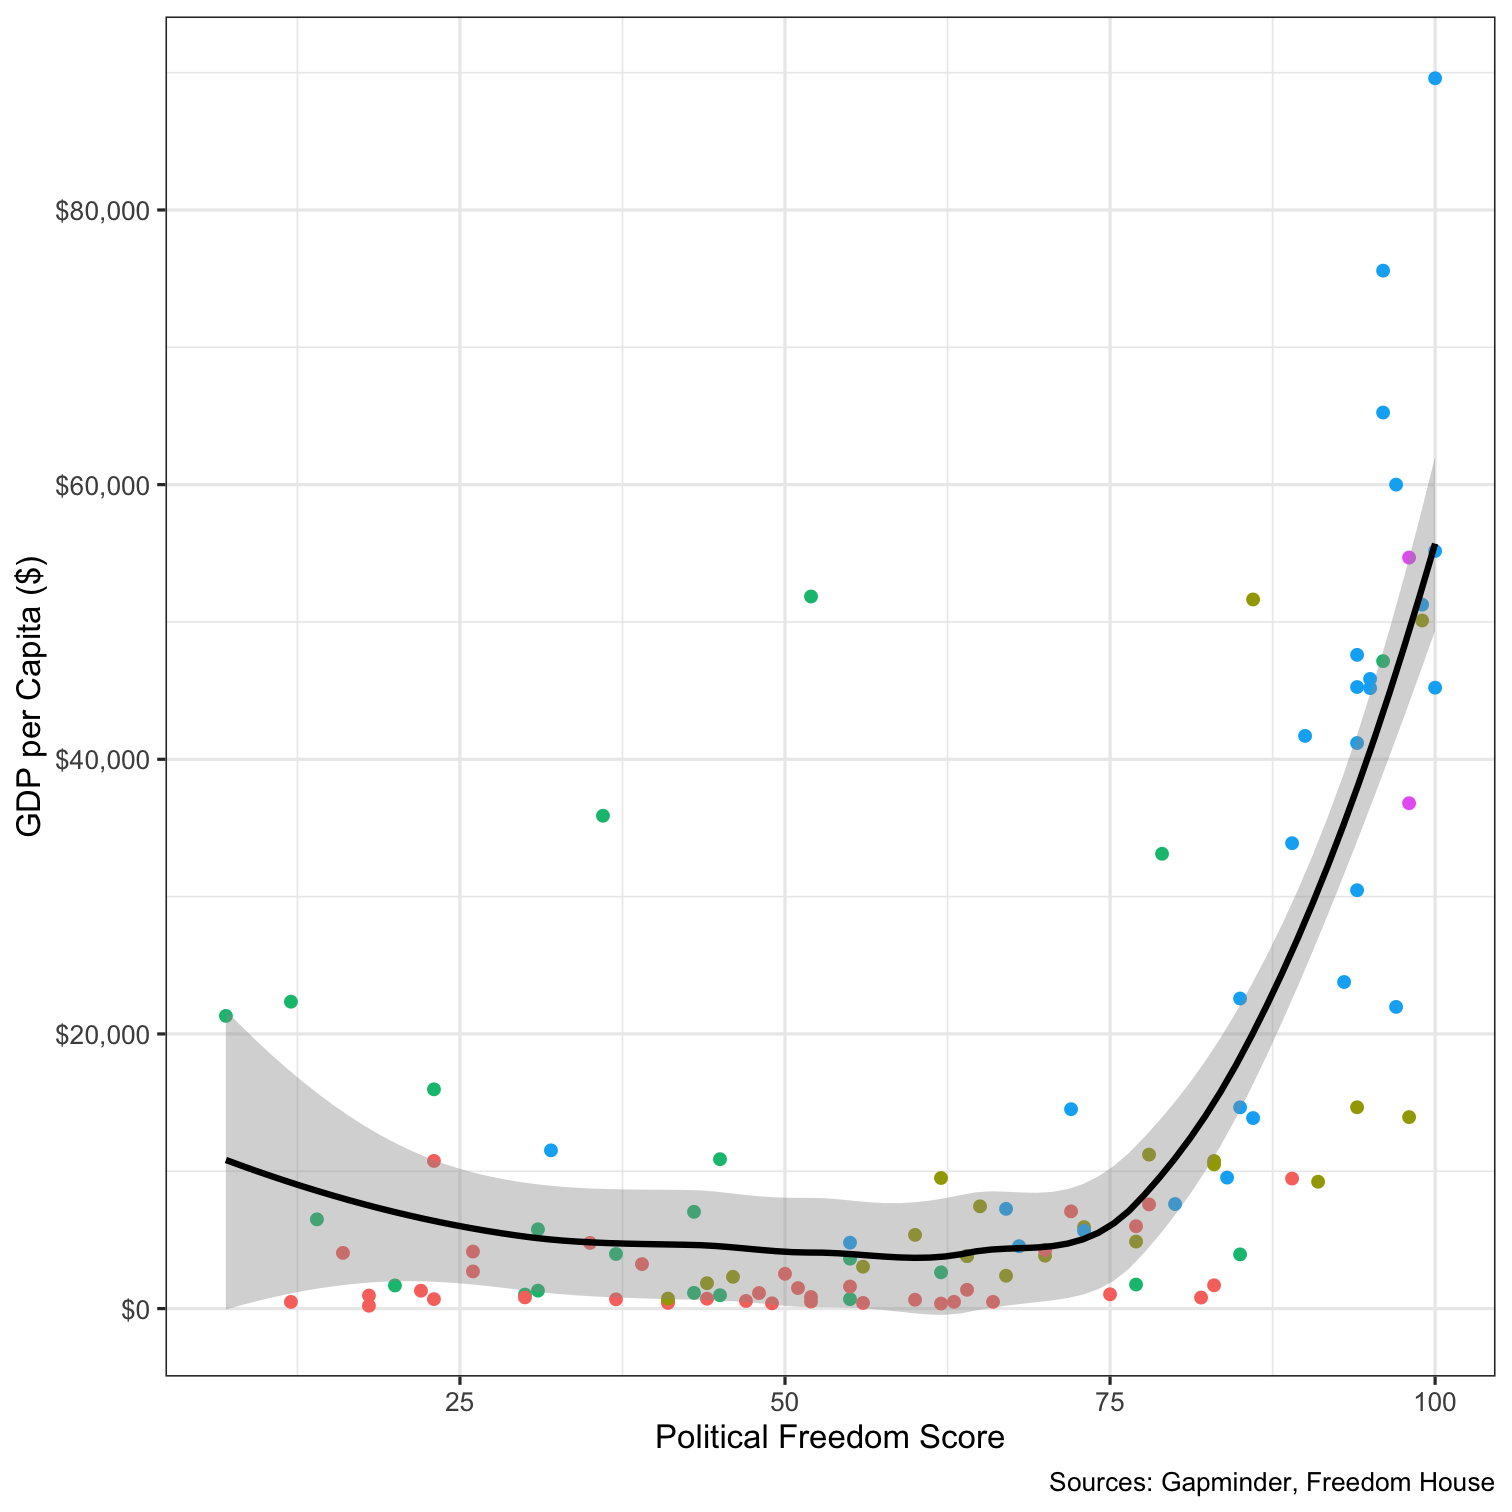 GDP per Capita ($)
$80,000
$60,000
$40,000
$20,000
$0
25 50 75 100
Political Freedom Score
Sources: Gapminder, Freedom House